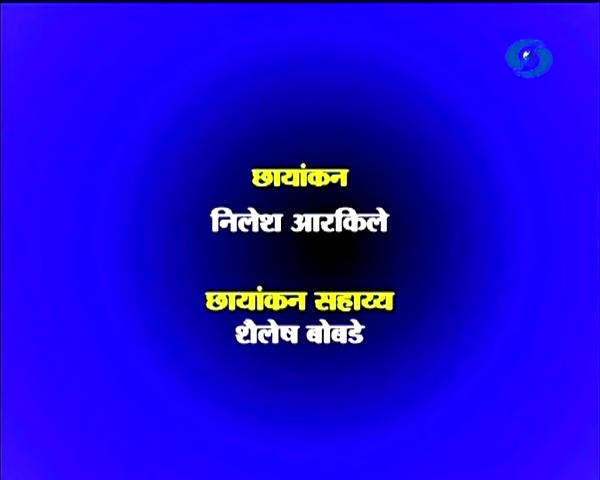 छायांकन
निलेश आरकिले
छायांकन सहाय्य
शैलेष बोबडे